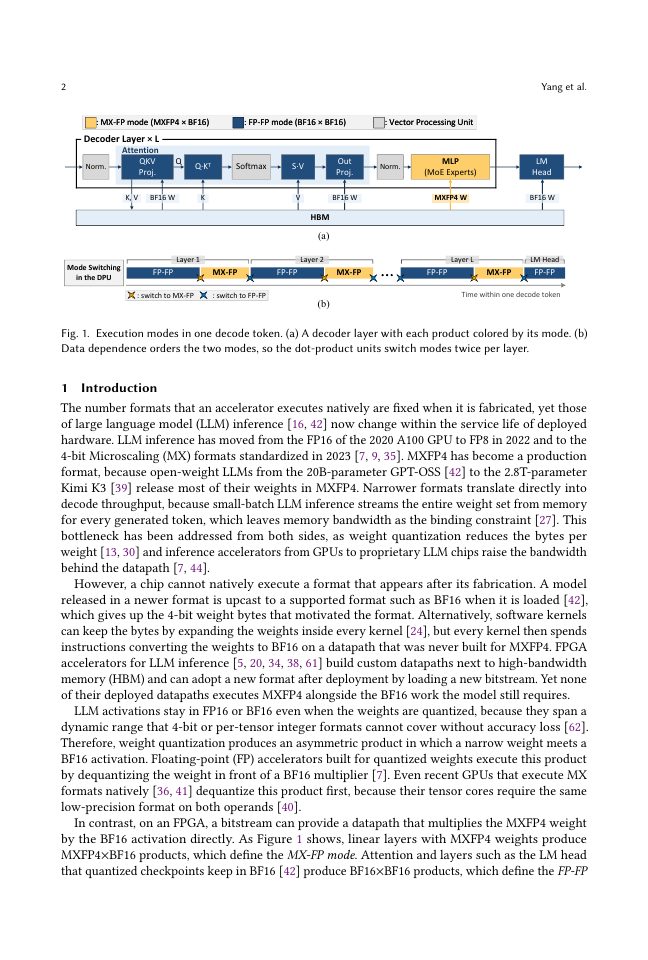 2
Yang et al.
: MX-FP mode (MXFP4 × BF16)
: FP-FP mode (BF16 × BF16)
: Vector Processing Unit
Decoder Layer × L
Attention
Norm.
QKV
Proj.
Q
Q·Kᵀ
Softmax
S·V
Out
Proj.
Norm.
MLP
(MoE Experts)
LM
Head
K, V
BF16 W
K
V
BF16 W
MXFP4 W
BF16 W
HBM
(a)
Mode Switching
in the DPU
Layer 1
Layer 2
Layer L
LM Head
FP-FP
MX-FP
FP-FP
MX-FP
...
FP-FP
MX-FP
FP-FP
: switch to MX-FP
: switch to FP-FP
Time within one decode token
(b)
Fig. 1. Execution modes in one decode token. (a) A decoder layer with each product colored by its mode. (b)
Data dependence orders the two modes, so the dot-product units switch modes twice per layer.
1 Introduction
The number formats that an accelerator executes natively are fixed when it is fabricated, yet those
of large language model (LLM) inference [16, 42] now change within the service life of deployed
hardware. LLM inference has moved from the FP16 of the 2020 A100 GPU to FP8 in 2022 and to the
4-bit Microscaling (MX) formats standardized in 2023 [7, 9, 35]. MXFP4 has become a production
format, because open-weight LLMs from the 20B-parameter GPT-OSS [42] to the 2.8T-parameter
Kimi K3 [39] release most of their weights in MXFP4. Narrower formats translate directly into
decode throughput, because small-batch LLM inference streams the entire weight set from memory
for every generated token, which leaves memory bandwidth as the binding constraint [27]. This
bottleneck has been addressed from both sides, as weight quantization reduces the bytes per
weight [13, 30] and inference accelerators from GPUs to proprietary LLM chips raise the bandwidth
behind the datapath [7, 44].
However, a chip cannot natively execute a format that appears after its fabrication. A model
released in a newer format is upcast to a supported format such as BF16 when it is loaded [42],
which gives up the 4-bit weight bytes that motivated the format. Alternatively, software kernels
can keep the bytes by expanding the weights inside every kernel [24], but every kernel then spends
instructions converting the weights to BF16 on a datapath that was never built for MXFP4. FPGA
accelerators for LLM inference [5, 20, 34, 38, 61] build custom datapaths next to high-bandwidth
memory (HBM) and can adopt a new format after deployment by loading a new bitstream. Yet none
of their deployed datapaths executes MXFP4 alongside the BF16 work the model still requires.
LLM activations stay in FP16 or BF16 even when the weights are quantized, because they span a
dynamic range that 4-bit or per-tensor integer formats cannot cover without accuracy loss [62].
Therefore, weight quantization produces an asymmetric product in which a narrow weight meets a
BF16 activation. Floating-point (FP) accelerators built for quantized weights execute this product
by dequantizing the weight in front of a BF16 multiplier [7]. Even recent GPUs that execute MX
formats natively [36, 41] dequantize this product first, because their tensor cores require the same
low-precision format on both operands [40].
In contrast, on an FPGA, a bitstream can provide a datapath that multiplies the MXFP4 weight
by the BF16 activation directly. As Figure 1 shows, linear layers with MXFP4 weights produce
MXFP4×BF16 products, which define the MX-FP mode. Attention and layers such as the LM head
that quantized checkpoints keep in BF16 [42] produce BF16×BF16 products, which define the FP-FP